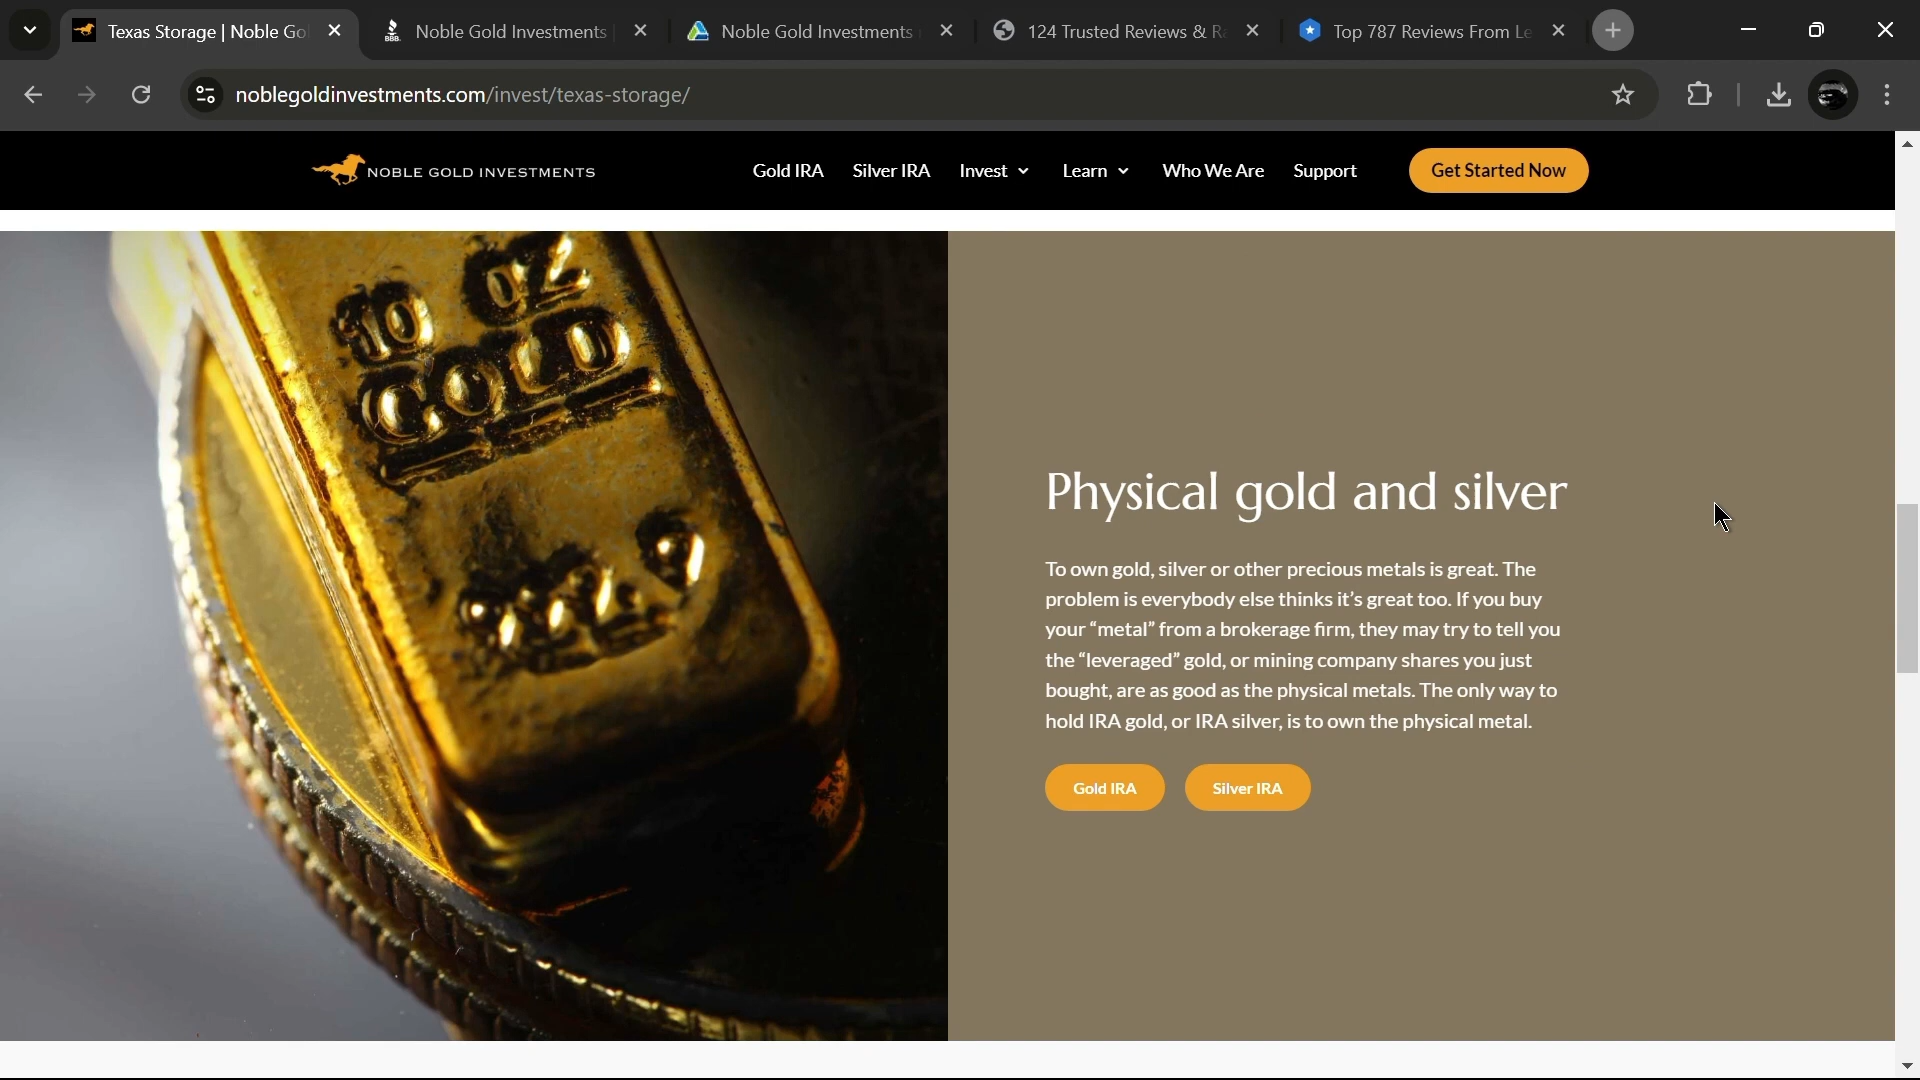 Texas Storage | Noble Go
Noble Gold Investments
Noble Gold Investments
124 Trusted Reviews & Ra
Top 787 Reviews From Le
noblegoldinvestments.com/invest/texas-storage/
NOBLE GOLD INVESTMENTS
Gold IRA
Silver IRA
Invest
Learn
Who We Are
Support
Get Started Now
10 OZ
GOLD
Physical gold and silver
To own gold, silver or other precious metals is great. The
problem is everybody else thinks it’s great too. If you buy
your “metal” from a brokerage firm, they may try to tell you
the “leveraged” gold, or mining company shares you just
bought, are as good as the physical metals. The only way to
hold IRA gold, or IRA silver, is to own the physical metal.
Gold IRA
Silver IRA